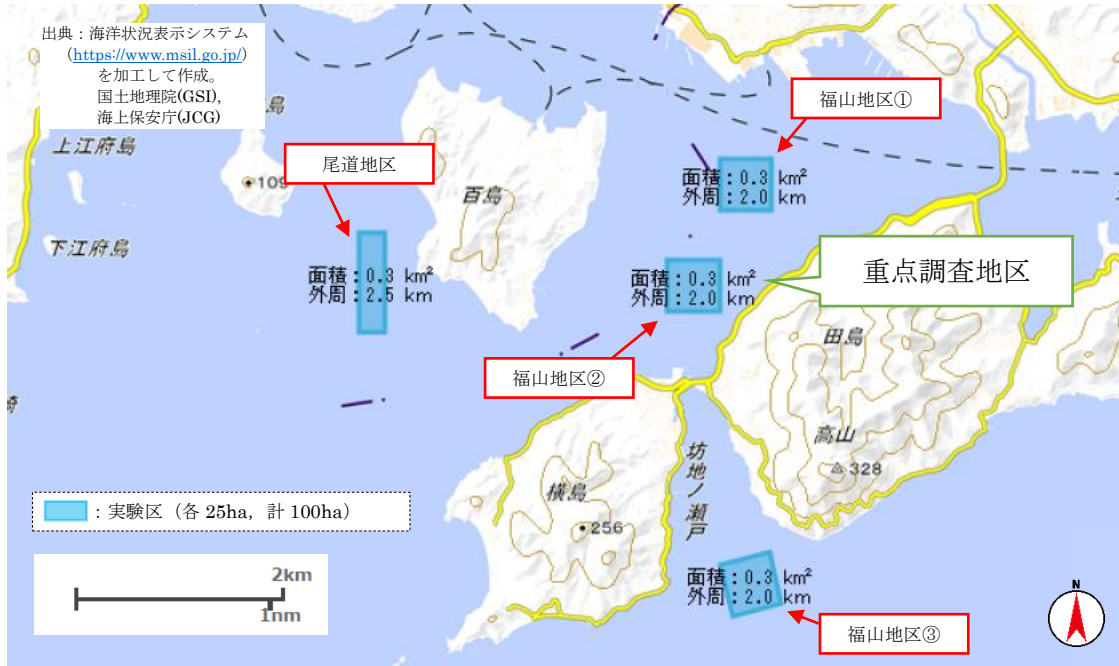 出典：海洋状況表示システム
(https://www.msil.go.jp/)
を加工して作成。
国土地理院(GSI),
海上保安庁(JCG)
島
上江府島
下江府島
109
尾道地区
百島
面積：0.3 km²
外周：2.5 km
福山地区①
面積：0.3 km²
外周：2.0 km
面積：0.3 km²
外周：2.0 km
重点調査地区
福山地区②
田島
高山
328
坊地ノ瀬戸
横島
256
：実験区（各 25ha，計 100ha）
2km
1nm
面積：0.3 km²
外周：2.0 km
福山地区③
N